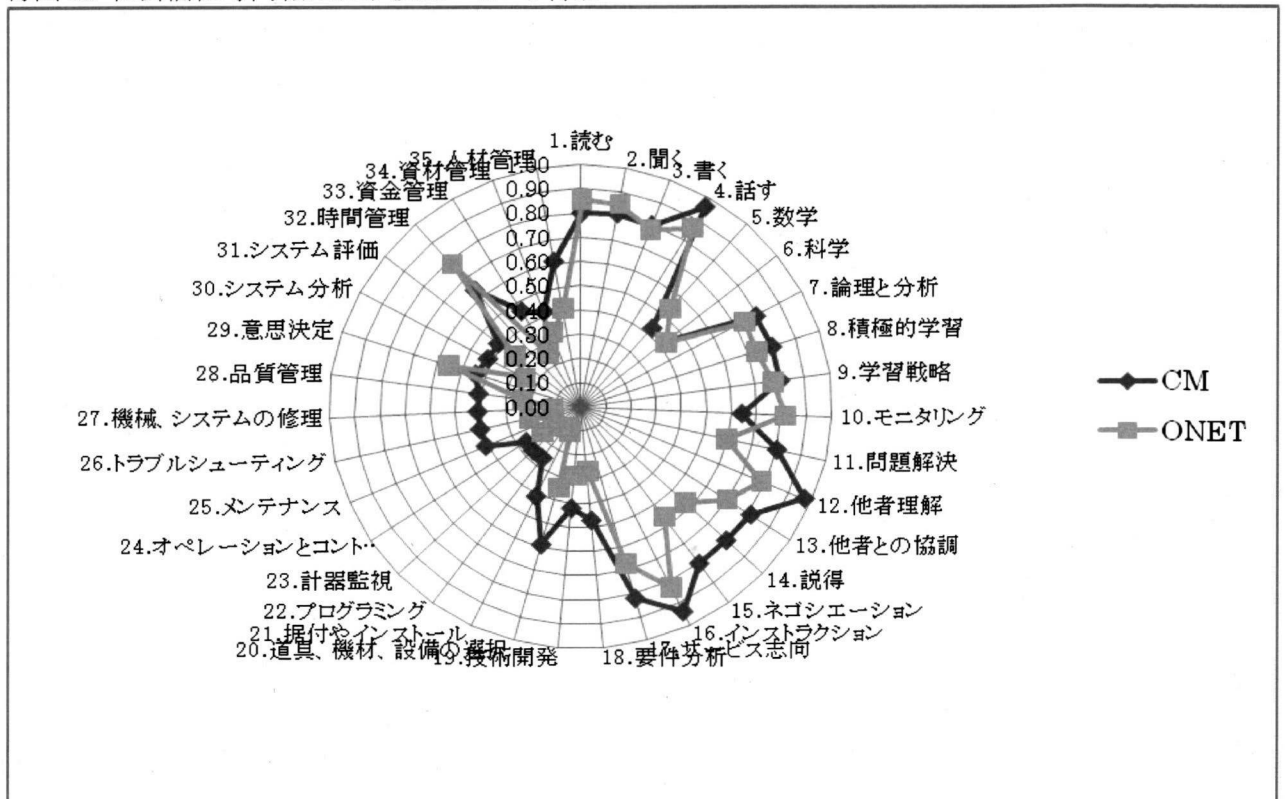 1.読む
2.聞く
3.書く
4.話す
5.数学
6.科学
7.論理と分析
8.積極的学習
9.学習戦略
10.モニタリング
11.問題解決
12.他者理解
13.他者との協調
14.説得
15.ネゴシエーション
16.インストラクション
17.サービス志向
18.要件分析
19.技術開発
20.道具、機材、設備の選択
21.据付やインストール
22.プログラミング
23.計器監視
24.オペレーションとコント…
25.メンテナンス
26.トラブルシューティング
27.機械、システムの修理
28.品質管理
29.意思決定
30.システム分析
31.システム評価
32.時間管理
33.資金管理
34.資材管理
35.人材管理
1.00
0.90
0.80
0.70
0.60
0.50
0.40
0.30
0.20
0.10
0.00
CM
ONET